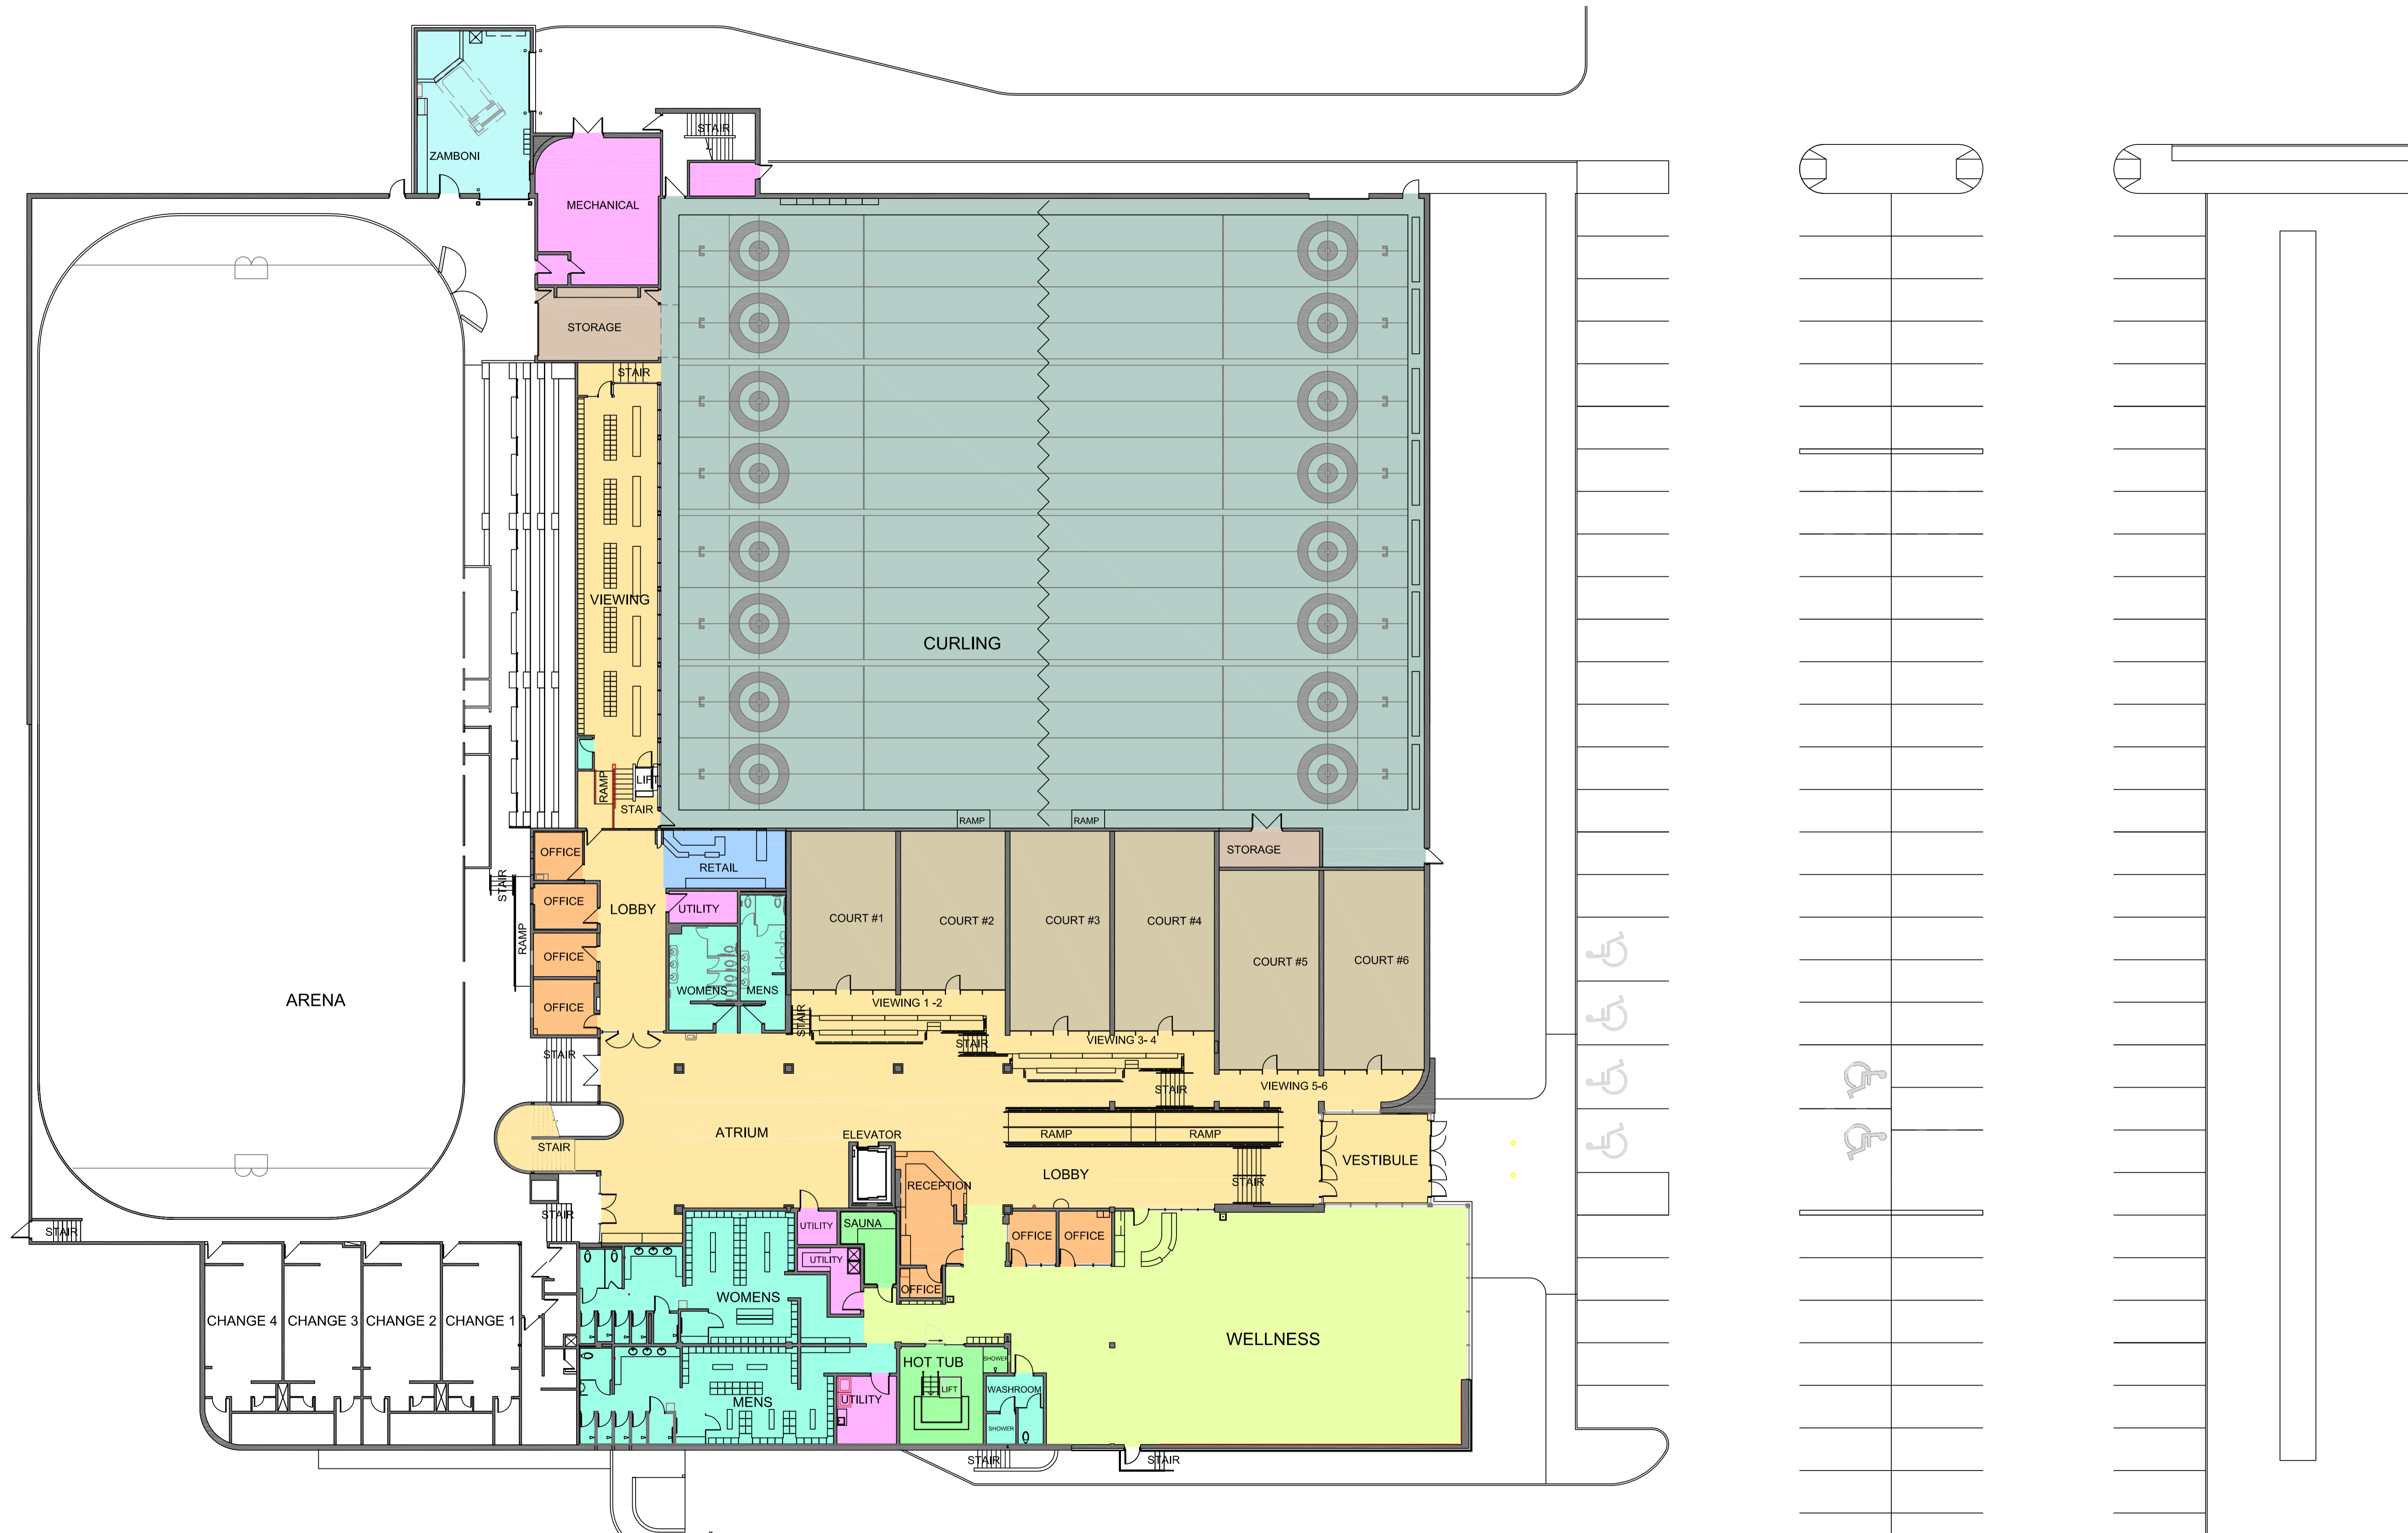 STAIR
ZAMBONI
MECHANICAL
STORAGE
STAIR
VIEWING
CURLING
RAMP
LIFT
STAIR
RAMP
RAMP
OFFICE
RETAIL
STORAGE
STAIR
OFFICE
LOBBY
UTILITY
COURT #1
COURT #2
COURT #3
COURT #4
RAMP
OFFICE
COURT #5
COURT #6
WOMENS
MENS
ARENA
OFFICE
VIEWING 1 -2
STAIR
STAIR
VIEWING 3- 4
STAIR
STAIR
VIEWING 5-6
ATRIUM
ELEVATOR
RAMP
RAMP
STAIR
LOBBY
VESTIBULE
RECEPTION
STAIR
STAIR
STAIR
UTILITY
SAUNA
OFFICE
OFFICE
UTILITY
OFFICE
WOMENS
CHANGE 4
CHANGE 3
CHANGE 2
CHANGE 1
WELLNESS
HOT TUB
SHOWER
LIFT
WASHROOM
MENS
UTILITY
SHOWER
STAIR
STAIR